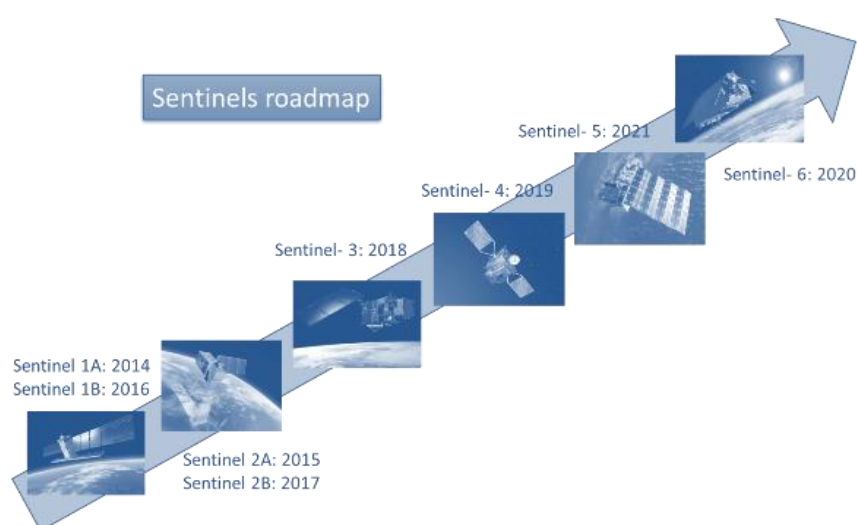 Sentinels roadmap
Sentinel- 5: 2021
Sentinel- 6: 2020
Sentinel- 4: 2019
Sentinel- 3: 2018
Sentinel 1A: 2014
Sentinel 1B: 2016
Sentinel 2A: 2015
Sentinel 2B: 2017